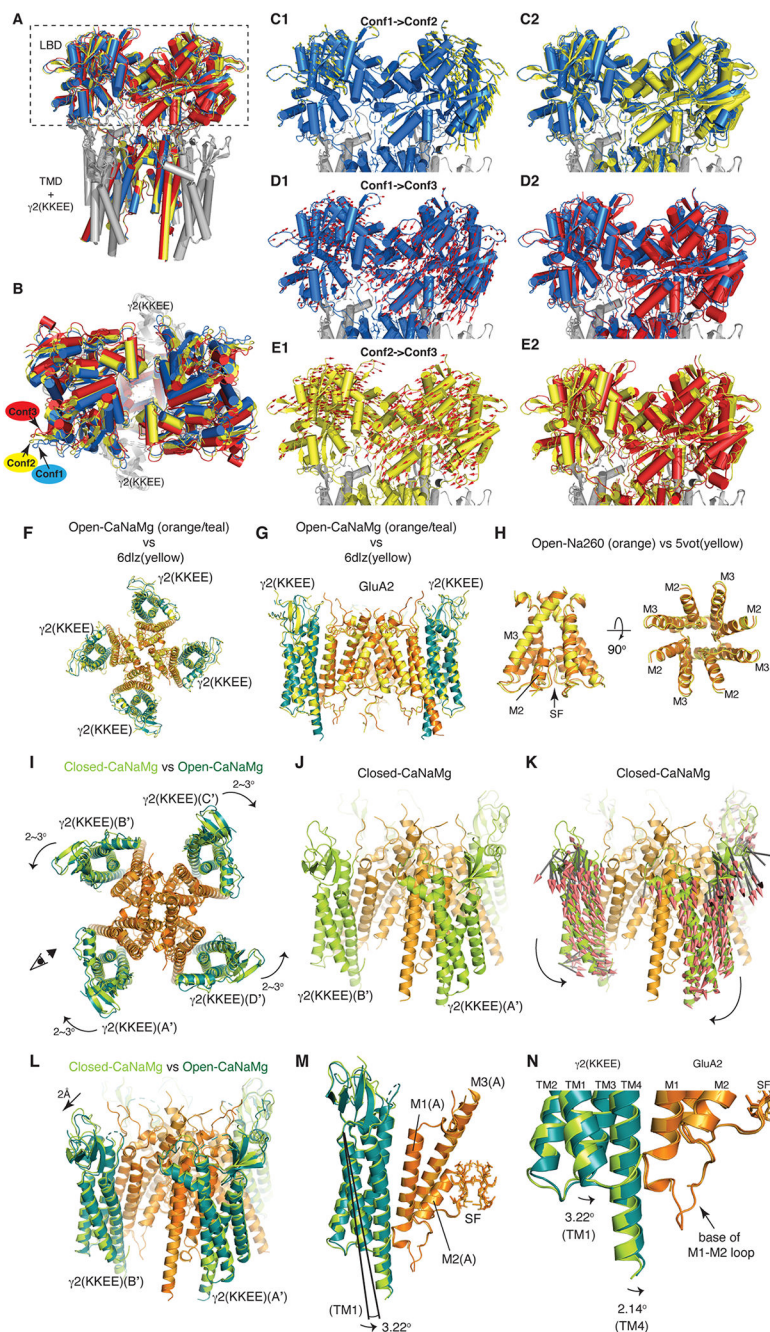 A
LBD
TMD
+
γ2(KKEE)
B
γ2(KKEE)
Conf3
Conf2
Conf1
γ2(KKEE)
C1
Conf1->Conf2
C2
D1
Conf1->Conf3
D2
E1
Conf2->Conf3
E2
F
Open-CaNaMg (orange/teal)
vs
6dlz(yellow)
γ2(KKEE)
γ2(KKEE)
γ2(KKEE)
γ2(KKEE)
G
Open-CaNaMg (orange/teal)
vs
6dlz(yellow)
γ2(KKEE)
GluA2
γ2(KKEE)
H
Open-Na260 (orange) vs 5vot(yellow)
M3
M2
SF
90°
M3
M2
M3
M2
M2
M3
M2
M3
I
Closed-CaNaMg vs Open-CaNaMg
γ2(KKEE)(C’)
2~3°
γ2(KKEE)(B’)
2~3°
γ2(KKEE)(D’)
2~3°
γ2(KKEE)(A’)
2~3°
J
Closed-CaNaMg
γ2(KKEE)(B’)
γ2(KKEE)(A’)
K
Closed-CaNaMg
L
Closed-CaNaMg vs Open-CaNaMg
2Å
γ2(KKEE)(B’)
γ2(KKEE)(A’)
M
M3(A)
M1(A)
SF
M2(A)
(TM1)
3.22°
N
γ2(KKEE)
GluA2
TM2 TM1 TM3 TM4 M1 M2 SF
3.22°
(TM1)
base of
M1-M2 loop
2.14°
(TM4)